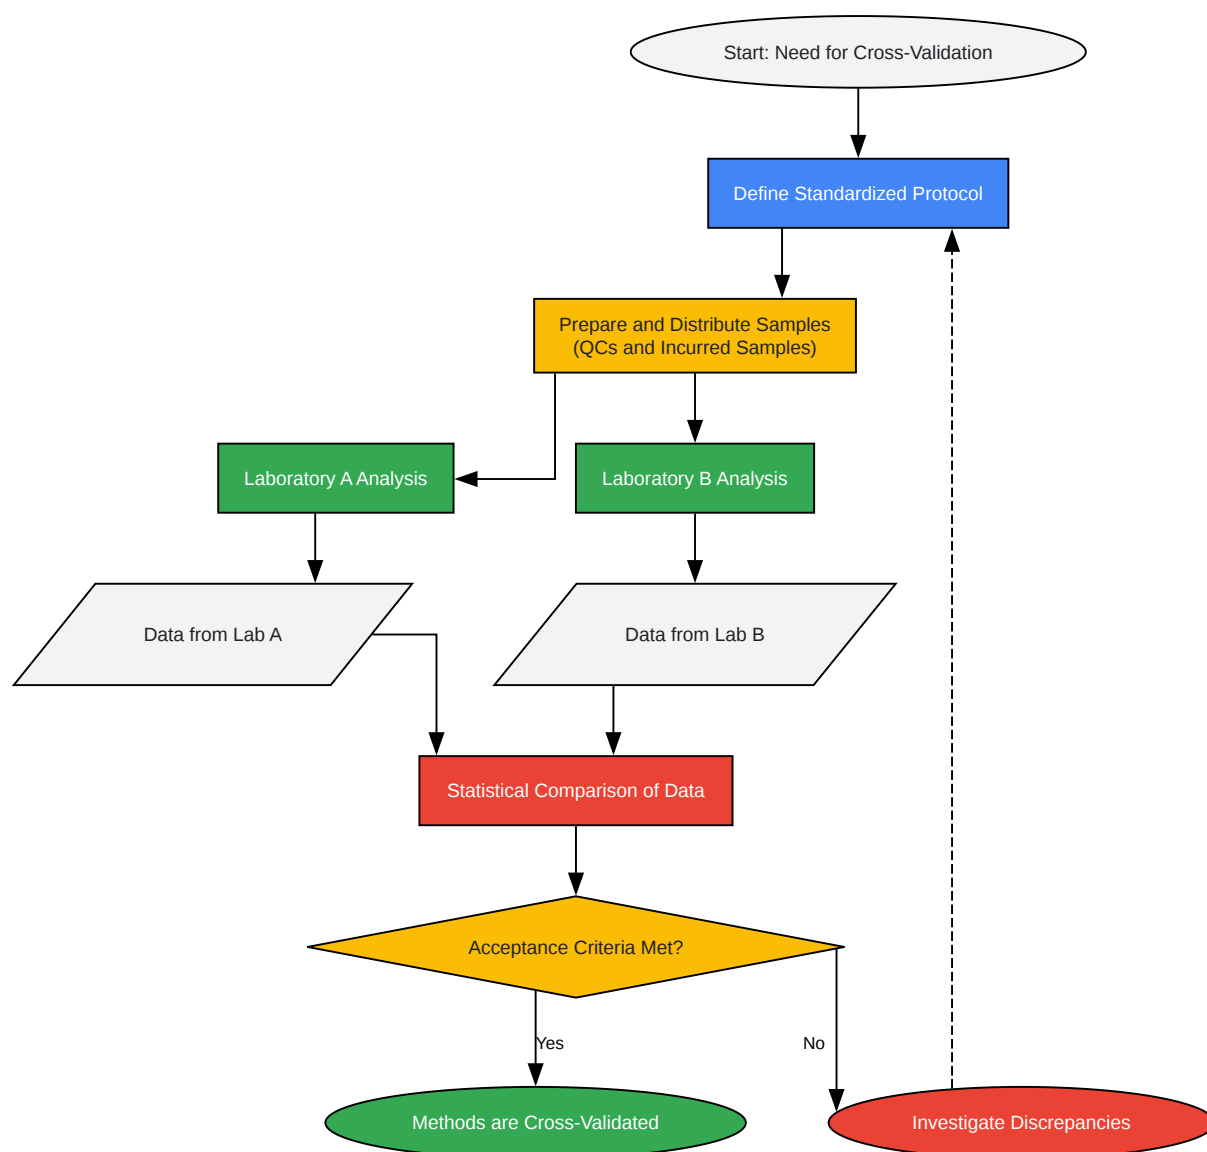 Start: Need for Cross-Validation
Define Standardized Protocol
Prepare and Distribute Samples
(QCs and Incurred Samples)
Laboratory A Analysis
Laboratory B Analysis
Data from Lab A
Data from Lab B
Statistical Comparison of Data
Acceptance Criteria Met?
Yes
No
Methods are Cross-Validated
Investigate Discrepancies